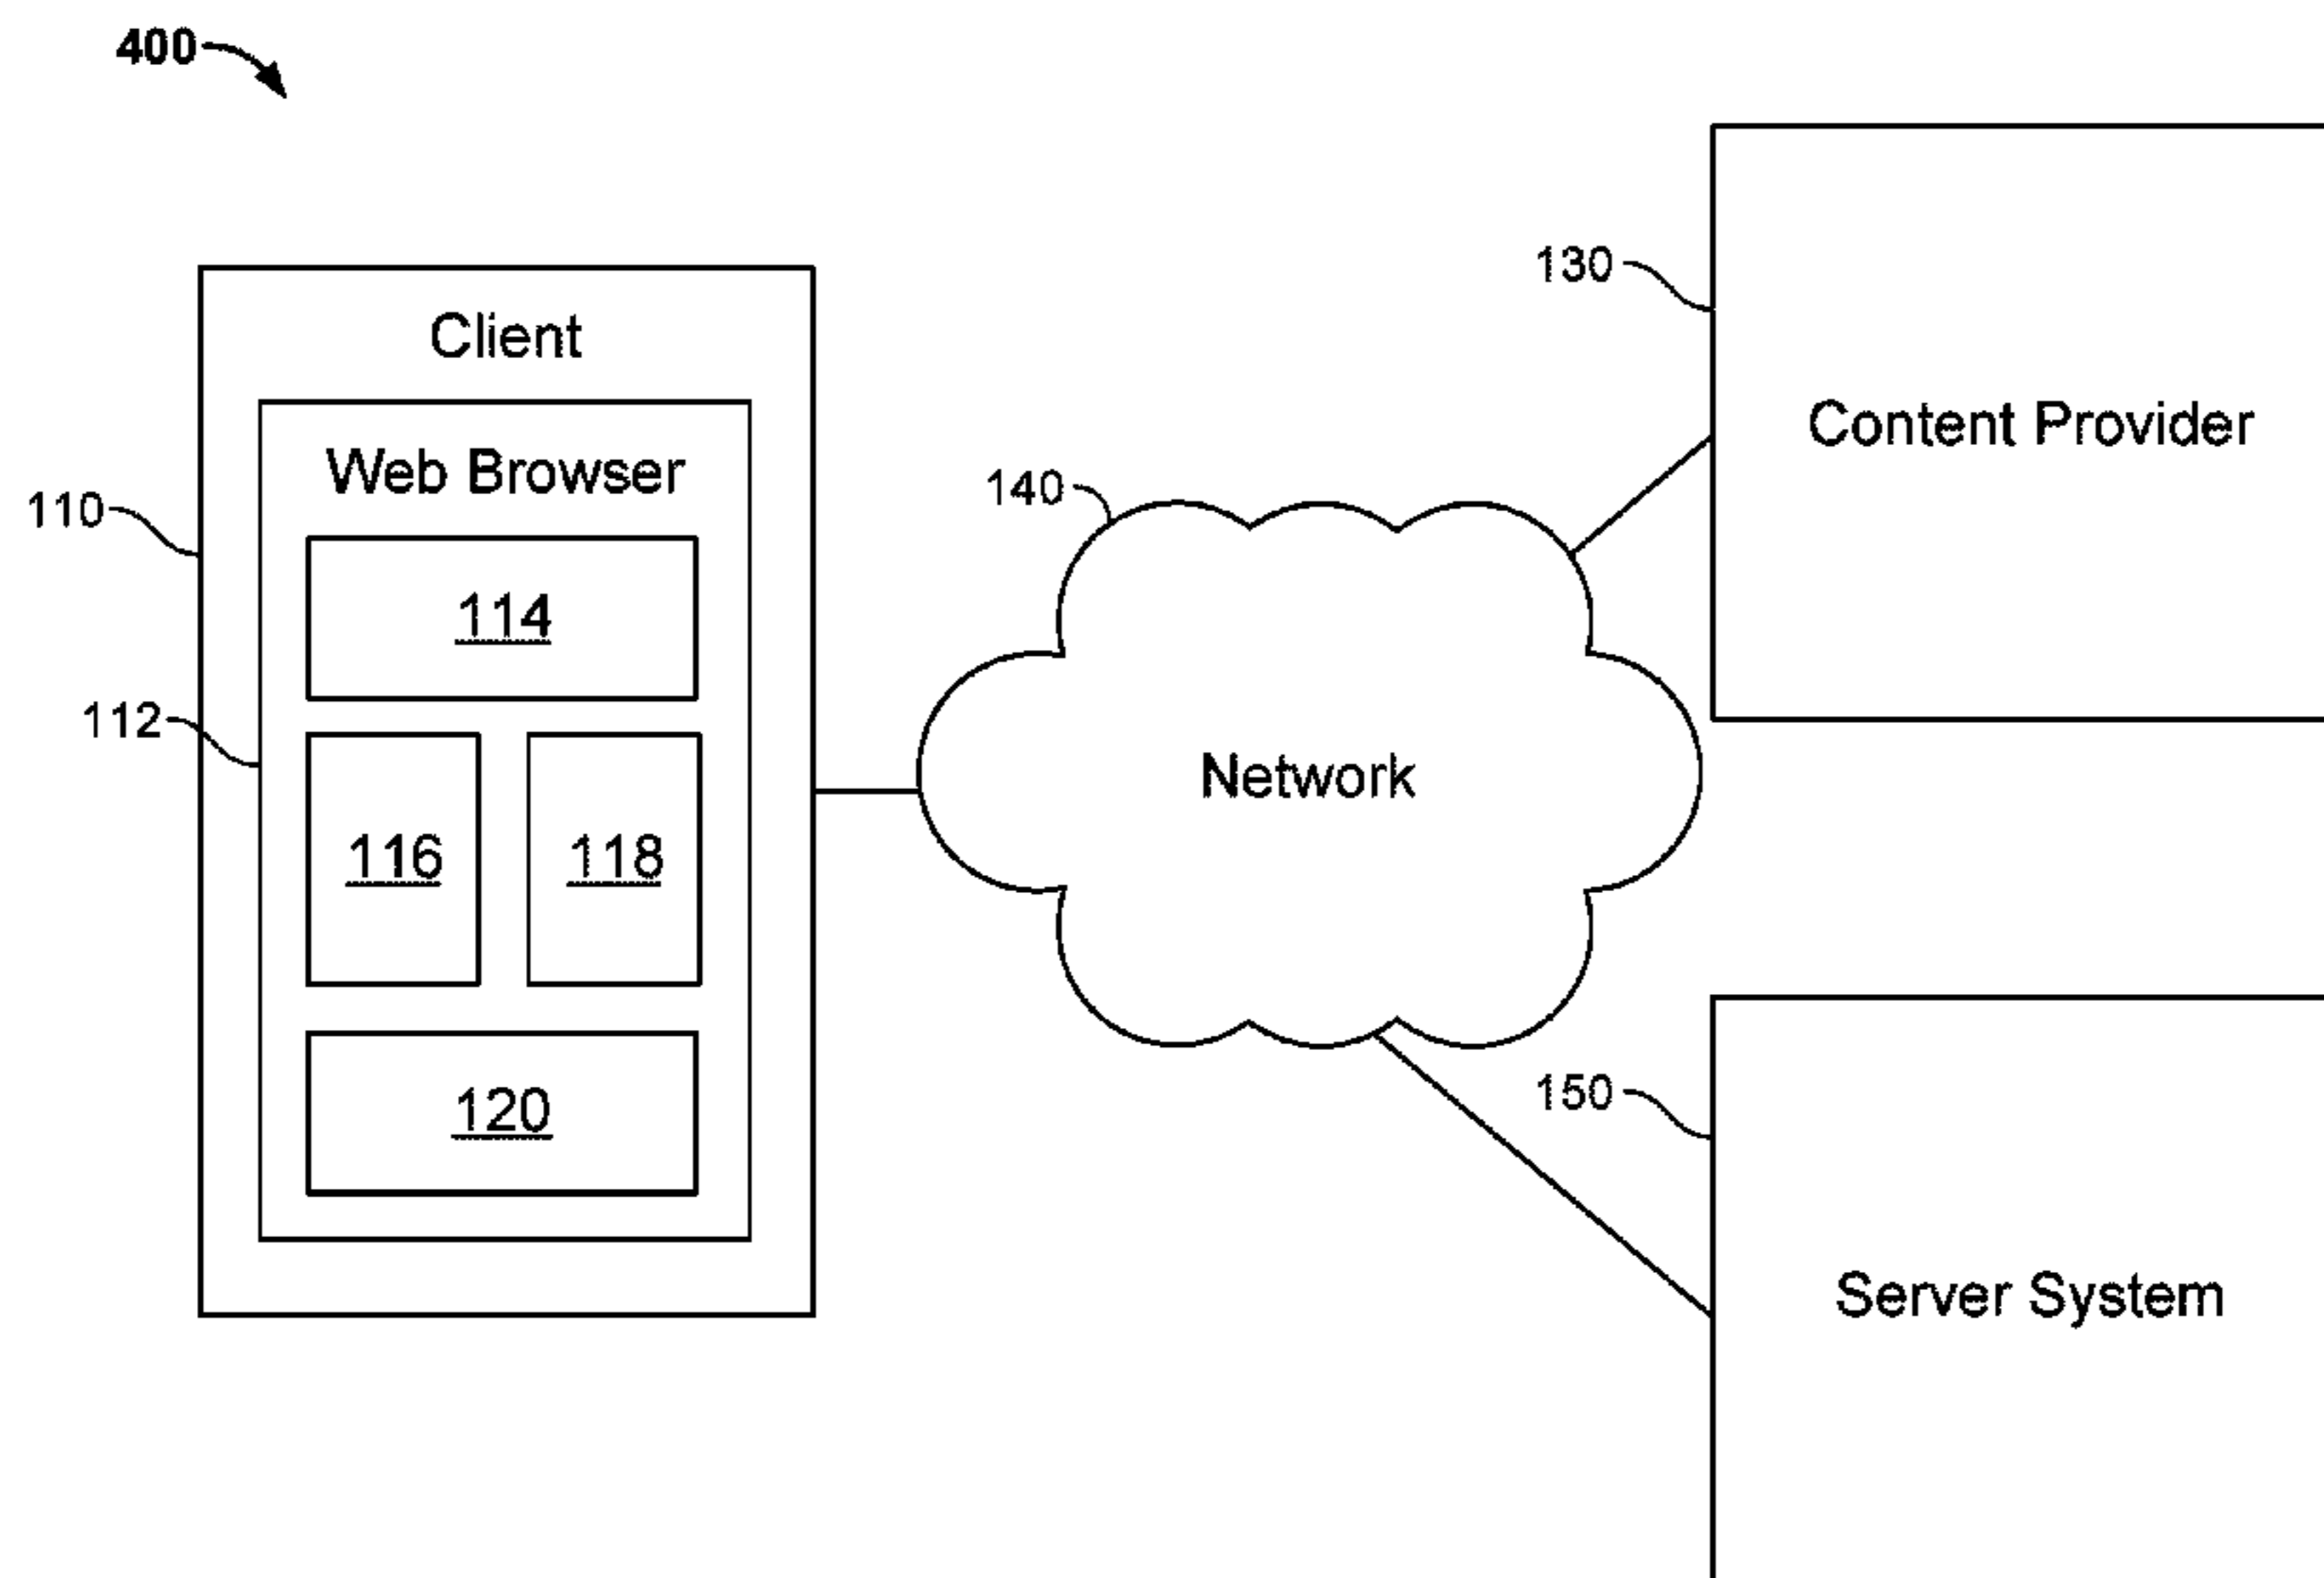 400
130
Client
Content Provider
Web Browser
140
110
114
112
Network
116 118
150
120
Server System